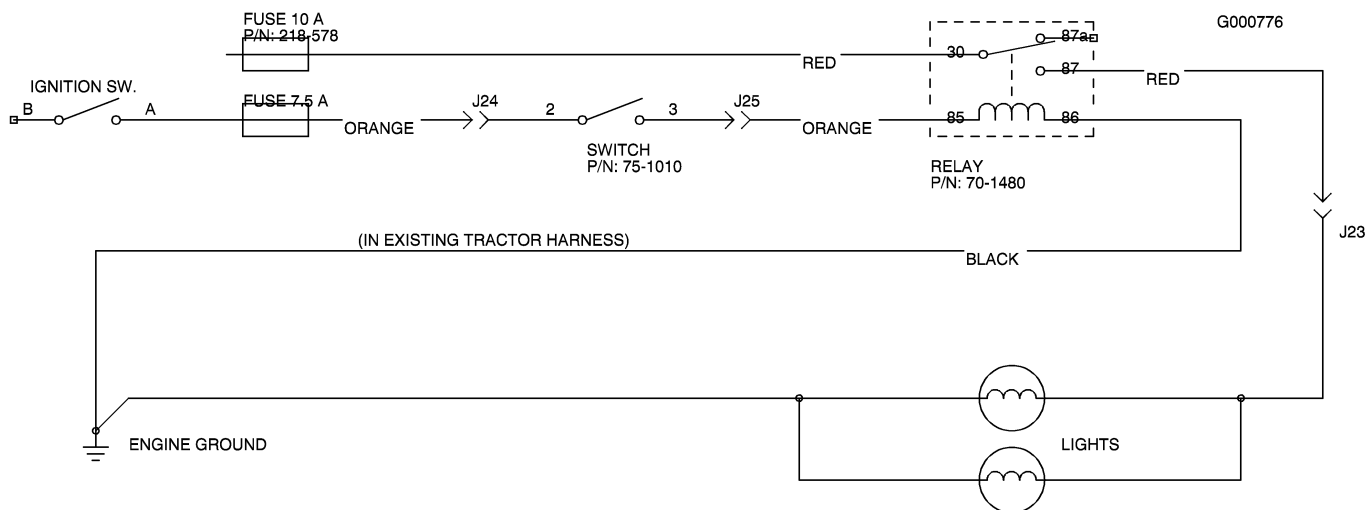 FUSE 10 A
P/N: 218-578
G000776
30
87a
87
RED
RED
IGNITION SW.
B
A
FUSE 7.5 A
ORANGE
J24
2
3
J25
ORANGE
85
86
SWITCH
P/N: 75-1010
RELAY
P/N: 70-1480
J23
(IN EXISTING TRACTOR HARNESS)
BLACK
ENGINE GROUND
LIGHTS